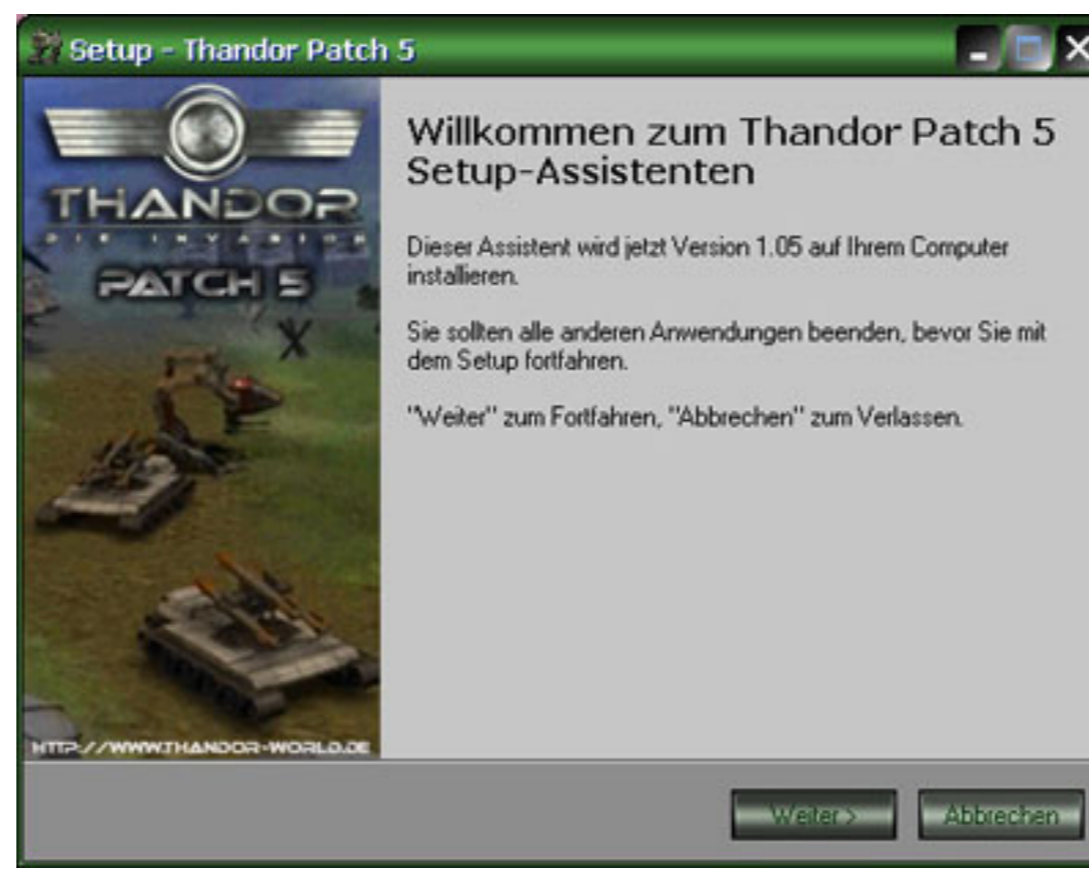 Setup - Thandor Patch 5
THANDOR
DIE INVASION
PATCH 5
HTTP://WWW.THANDOR-WORLD.DE
Willkommen zum Thandor Patch 5
Setup-Assistenten
Dieser Assistent wird jetzt Version 1.05 auf Ihrem Computer
installieren.
Sie sollten alle anderen Anwendungen beenden, bevor Sie mit
dem Setup fortfahren.
"Weiter" zum Fortfahren, "Abbrechen" zum Verlassen.
Weiter >
Abbrechen